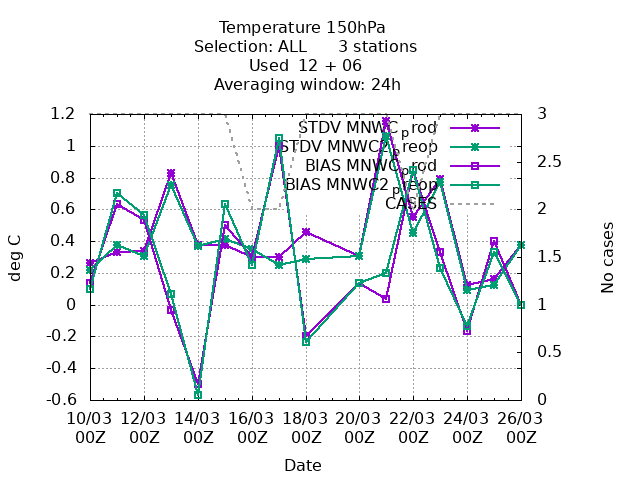 Temperature 150hPa
Selection: ALL      3 stations
Used  12 + 06
Averaging window: 24h
1.2
1
0.8
0.6
0.4
0.2
0
-0.2
-0.4
-0.6
3
2.5
2
1.5
1
0.5
0
deg C
No cases
STDV MNWC_prod
STDV MNWC2_preop
BIAS MNWC_prod
BIAS MNWC2_preop
CASES
10/03 12/03 14/03 16/03 18/03 20/03 22/03 24/03 26/03
00Z 00Z 00Z 00Z 00Z 00Z 00Z 00Z 00Z
Date